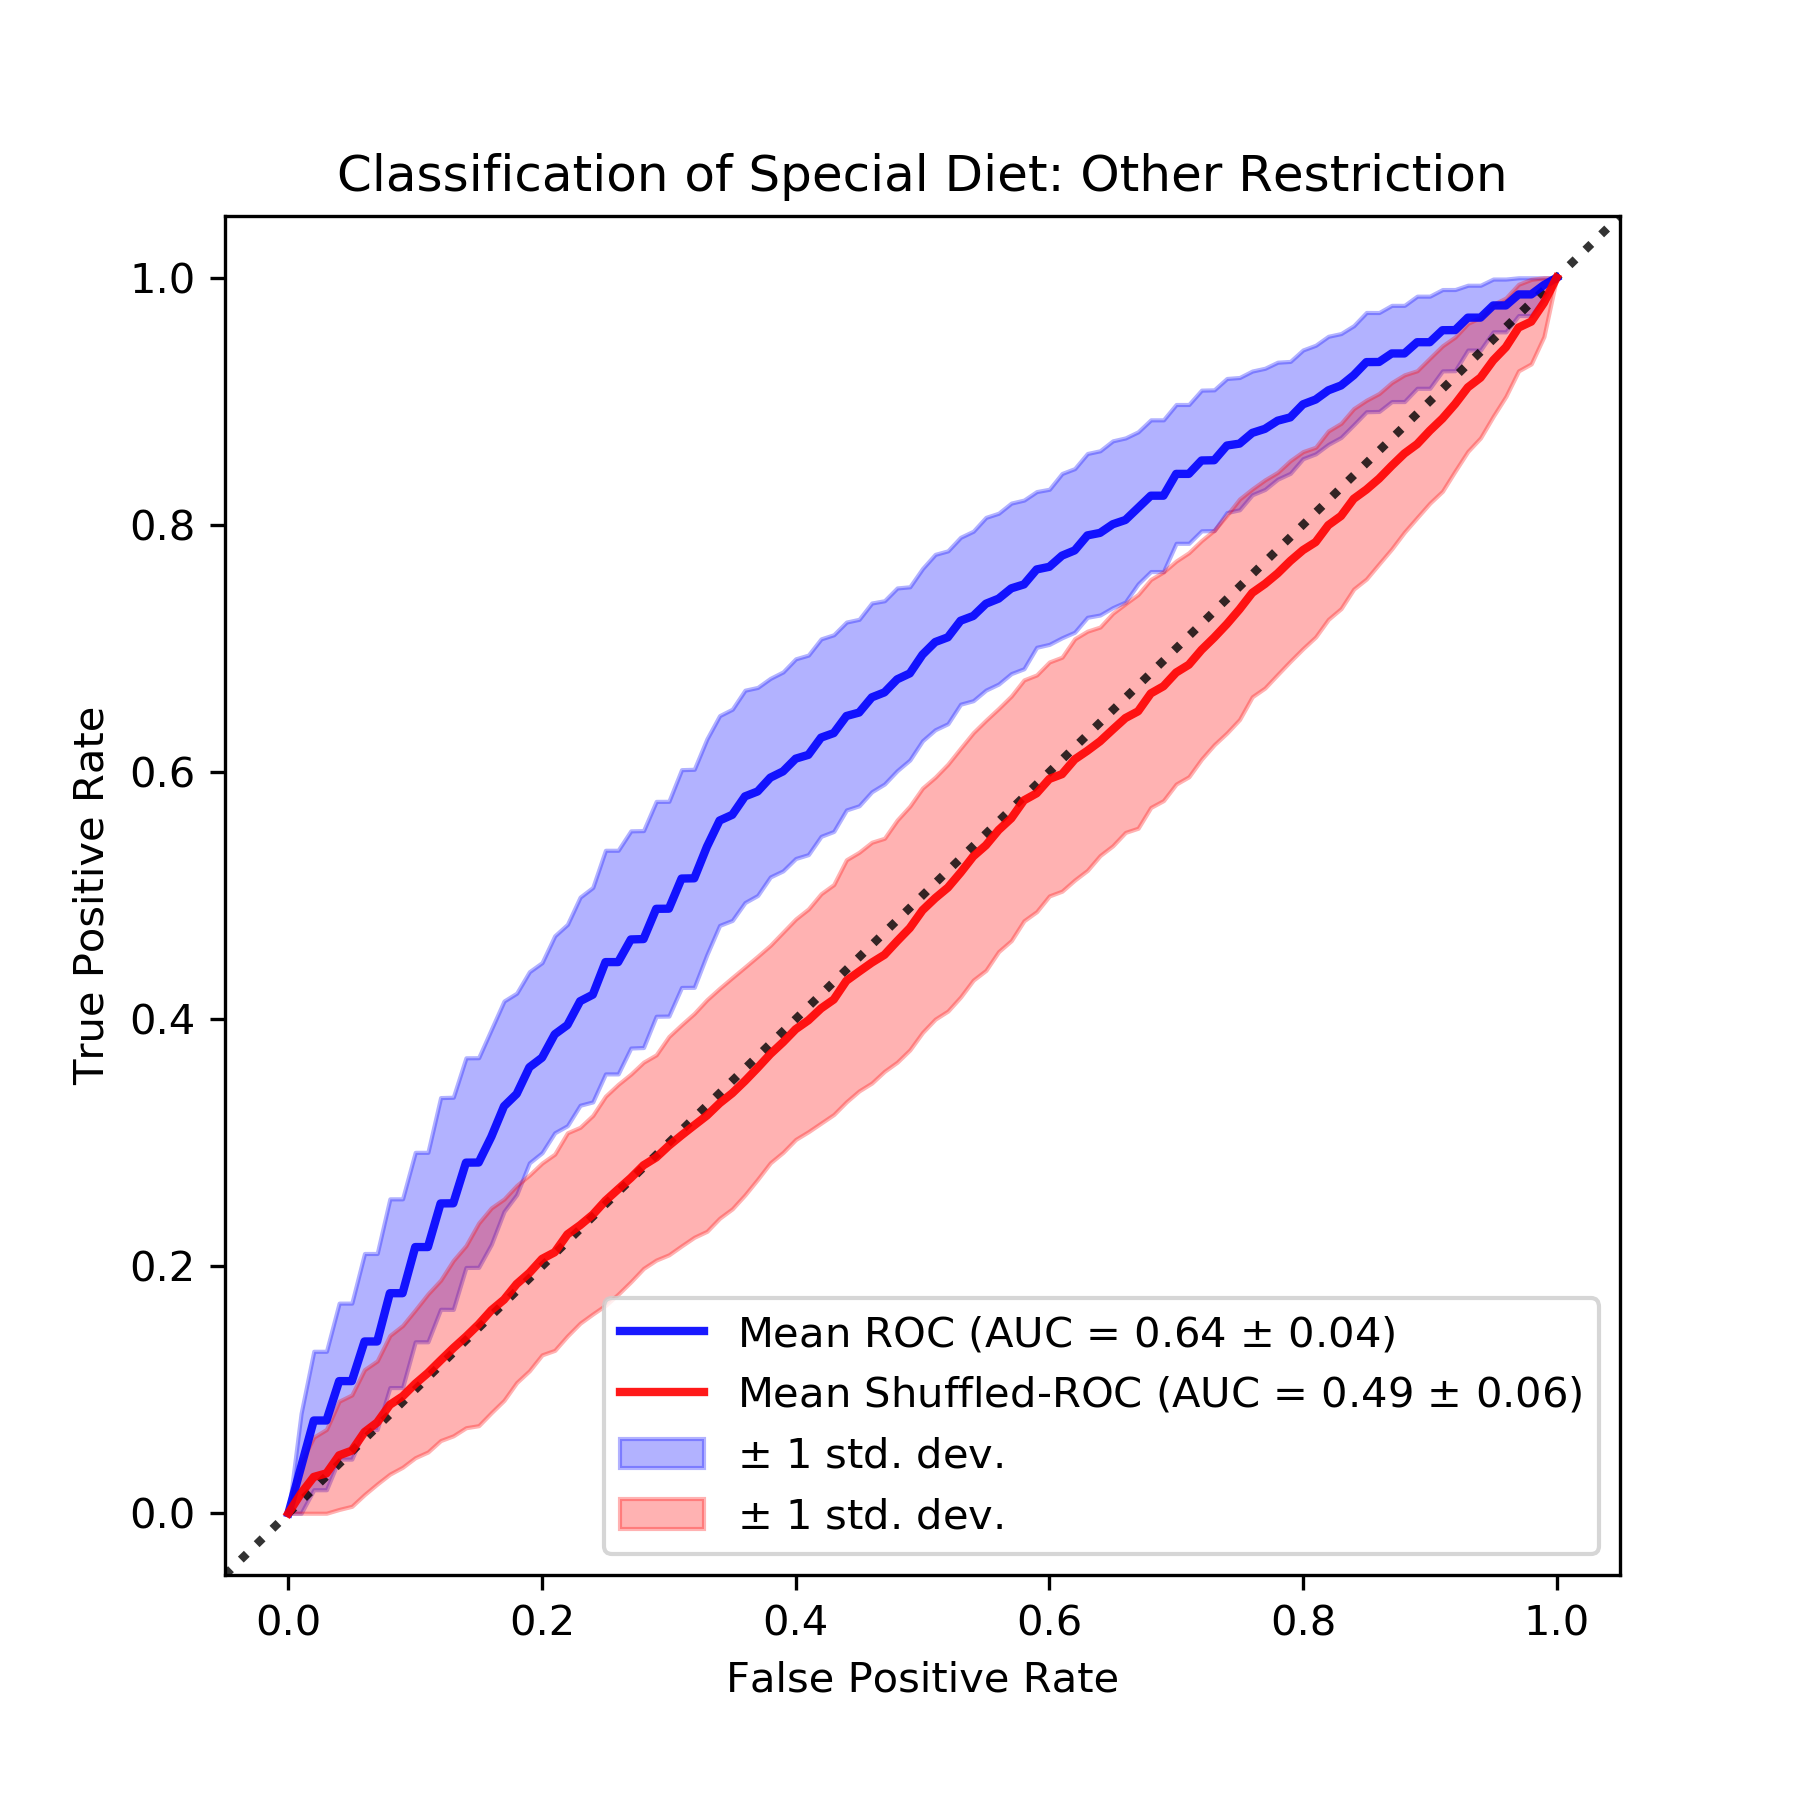 Classification of Special Diet: Other Restriction
1.0
0.8
0.6
0.4
0.2
0.0
True Positive Rate
Mean ROC (AUC = 0.64 ± 0.04)
Mean Shuffled-ROC (AUC = 0.49 ± 0.06)
± 1 std. dev.
± 1 std. dev.
0.0 0.2 0.4 0.6 0.8 1.0
False Positive Rate